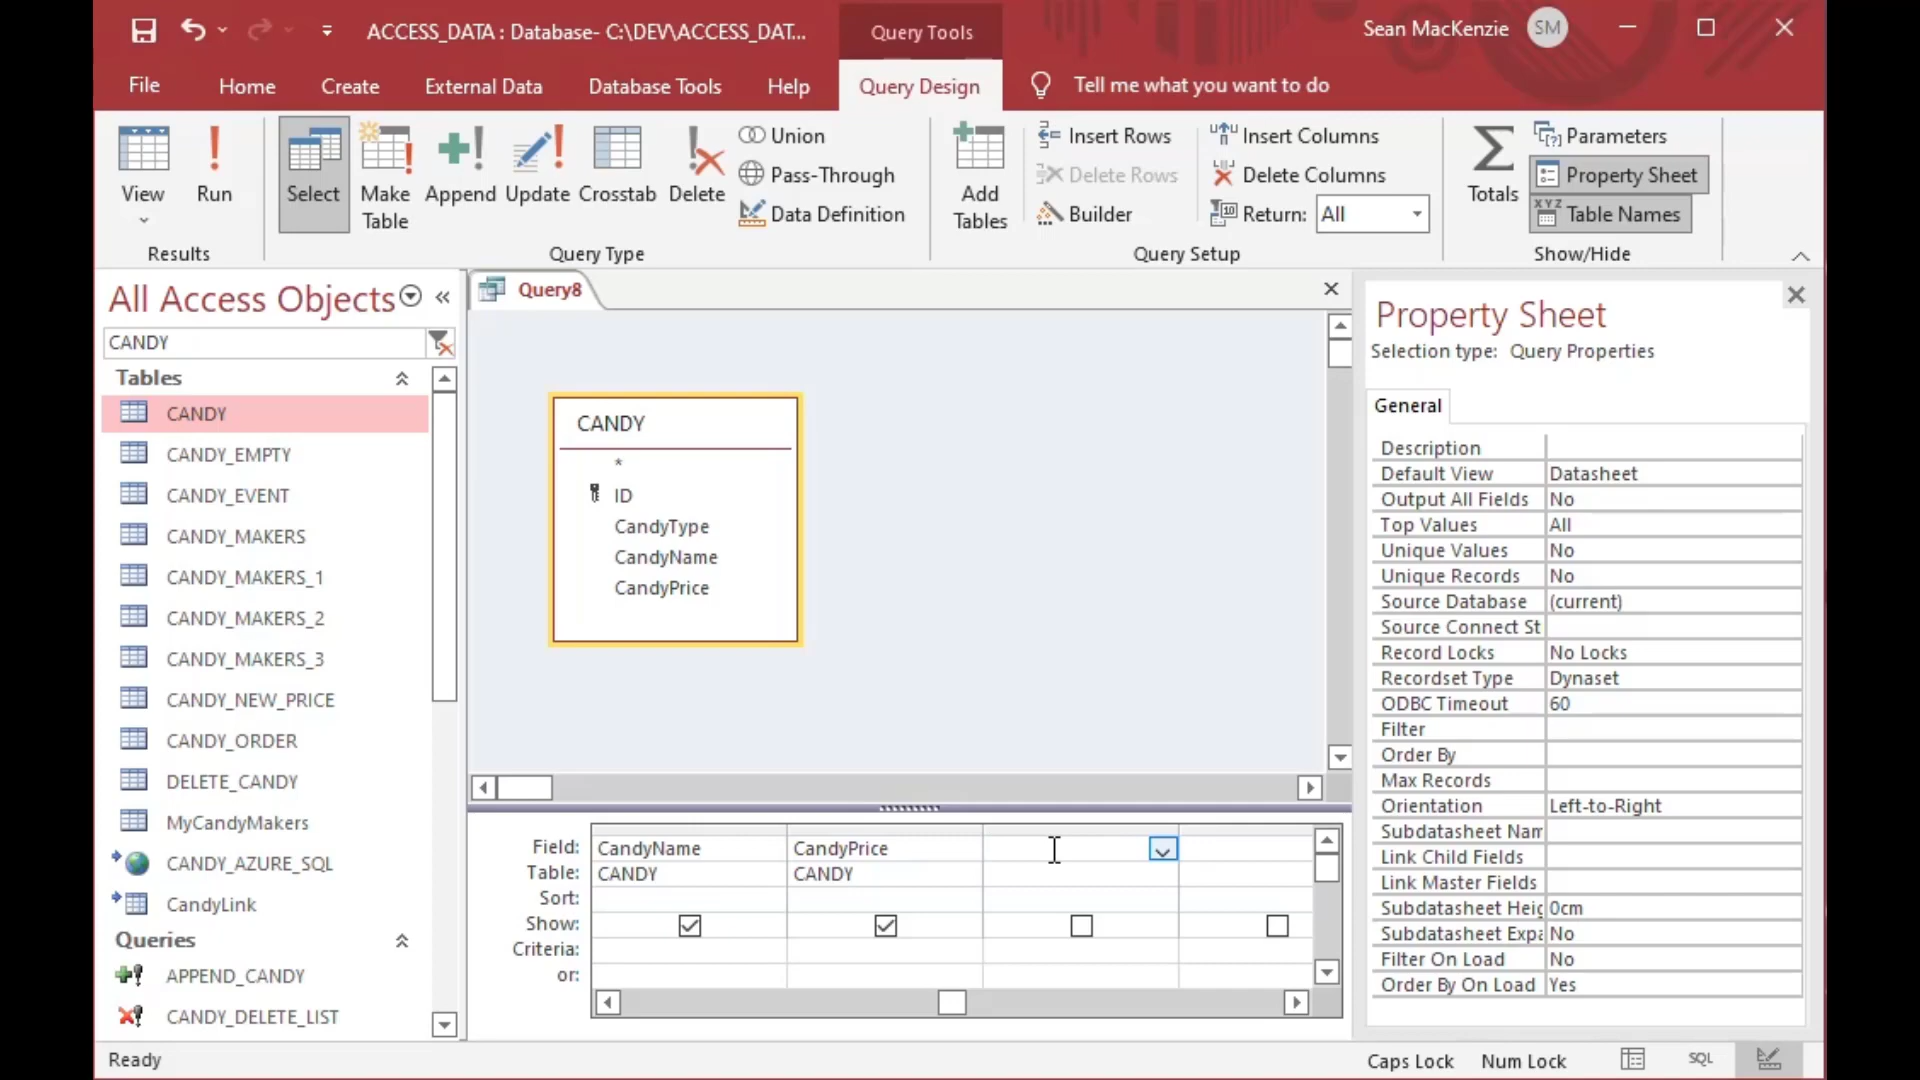 ACCESS_DATA : Database- C:\DEV\ACCESS_DAT...
Query Tools
Sean MacKenzie
SM
File
Home
Create
External Data
Database Tools
Help
Query Design
Tell me what you want to do
View
Run
Select
Make
Table
Append
Update
Crosstab
Delete
Union
Pass-Through
Data Definition
Add
Tables
Insert Rows
Delete Rows
Builder
Insert Columns
Delete Columns
Return: All
Totals
Parameters
Property Sheet
XYZ
Table Names
Results
Query Type
Query Setup
Show/Hide
All Access Objects
CANDY
Tables
CANDY
CANDY_EMPTY
CANDY_EVENT
CANDY_MAKERS
CANDY_MAKERS_1
CANDY_MAKERS_2
CANDY_MAKERS_3
CANDY_NEW_PRICE
CANDY_ORDER
DELETE_CANDY
MyCandyMakers
CANDY_AZURE_SQL
CandyLink
Queries
APPEND_CANDY
CANDY_DELETE_LIST
Query8
CANDY
*
ID
CandyType
CandyName
CandyPrice
Field: CandyName CandyPrice
Table: CANDY CANDY
Sort:
Show:
Criteria:
or:
Property Sheet
Selection type: Query Properties
General
Description
Default View Datasheet
Output All Fields No
Top Values All
Unique Values No
Unique Records No
Source Database (current)
Source Connect St
Record Locks No Locks
Recordset Type Dynaset
ODBC Timeout 60
Filter
Order By
Max Records
Orientation Left-to-Right
Subdatasheet Nam
Link Child Fields
Link Master Fields
Subdatasheet Heig 0cm
Subdatasheet Expa No
Filter On Load No
Order By On Load Yes
Ready
Caps Lock
Num Lock
SQL